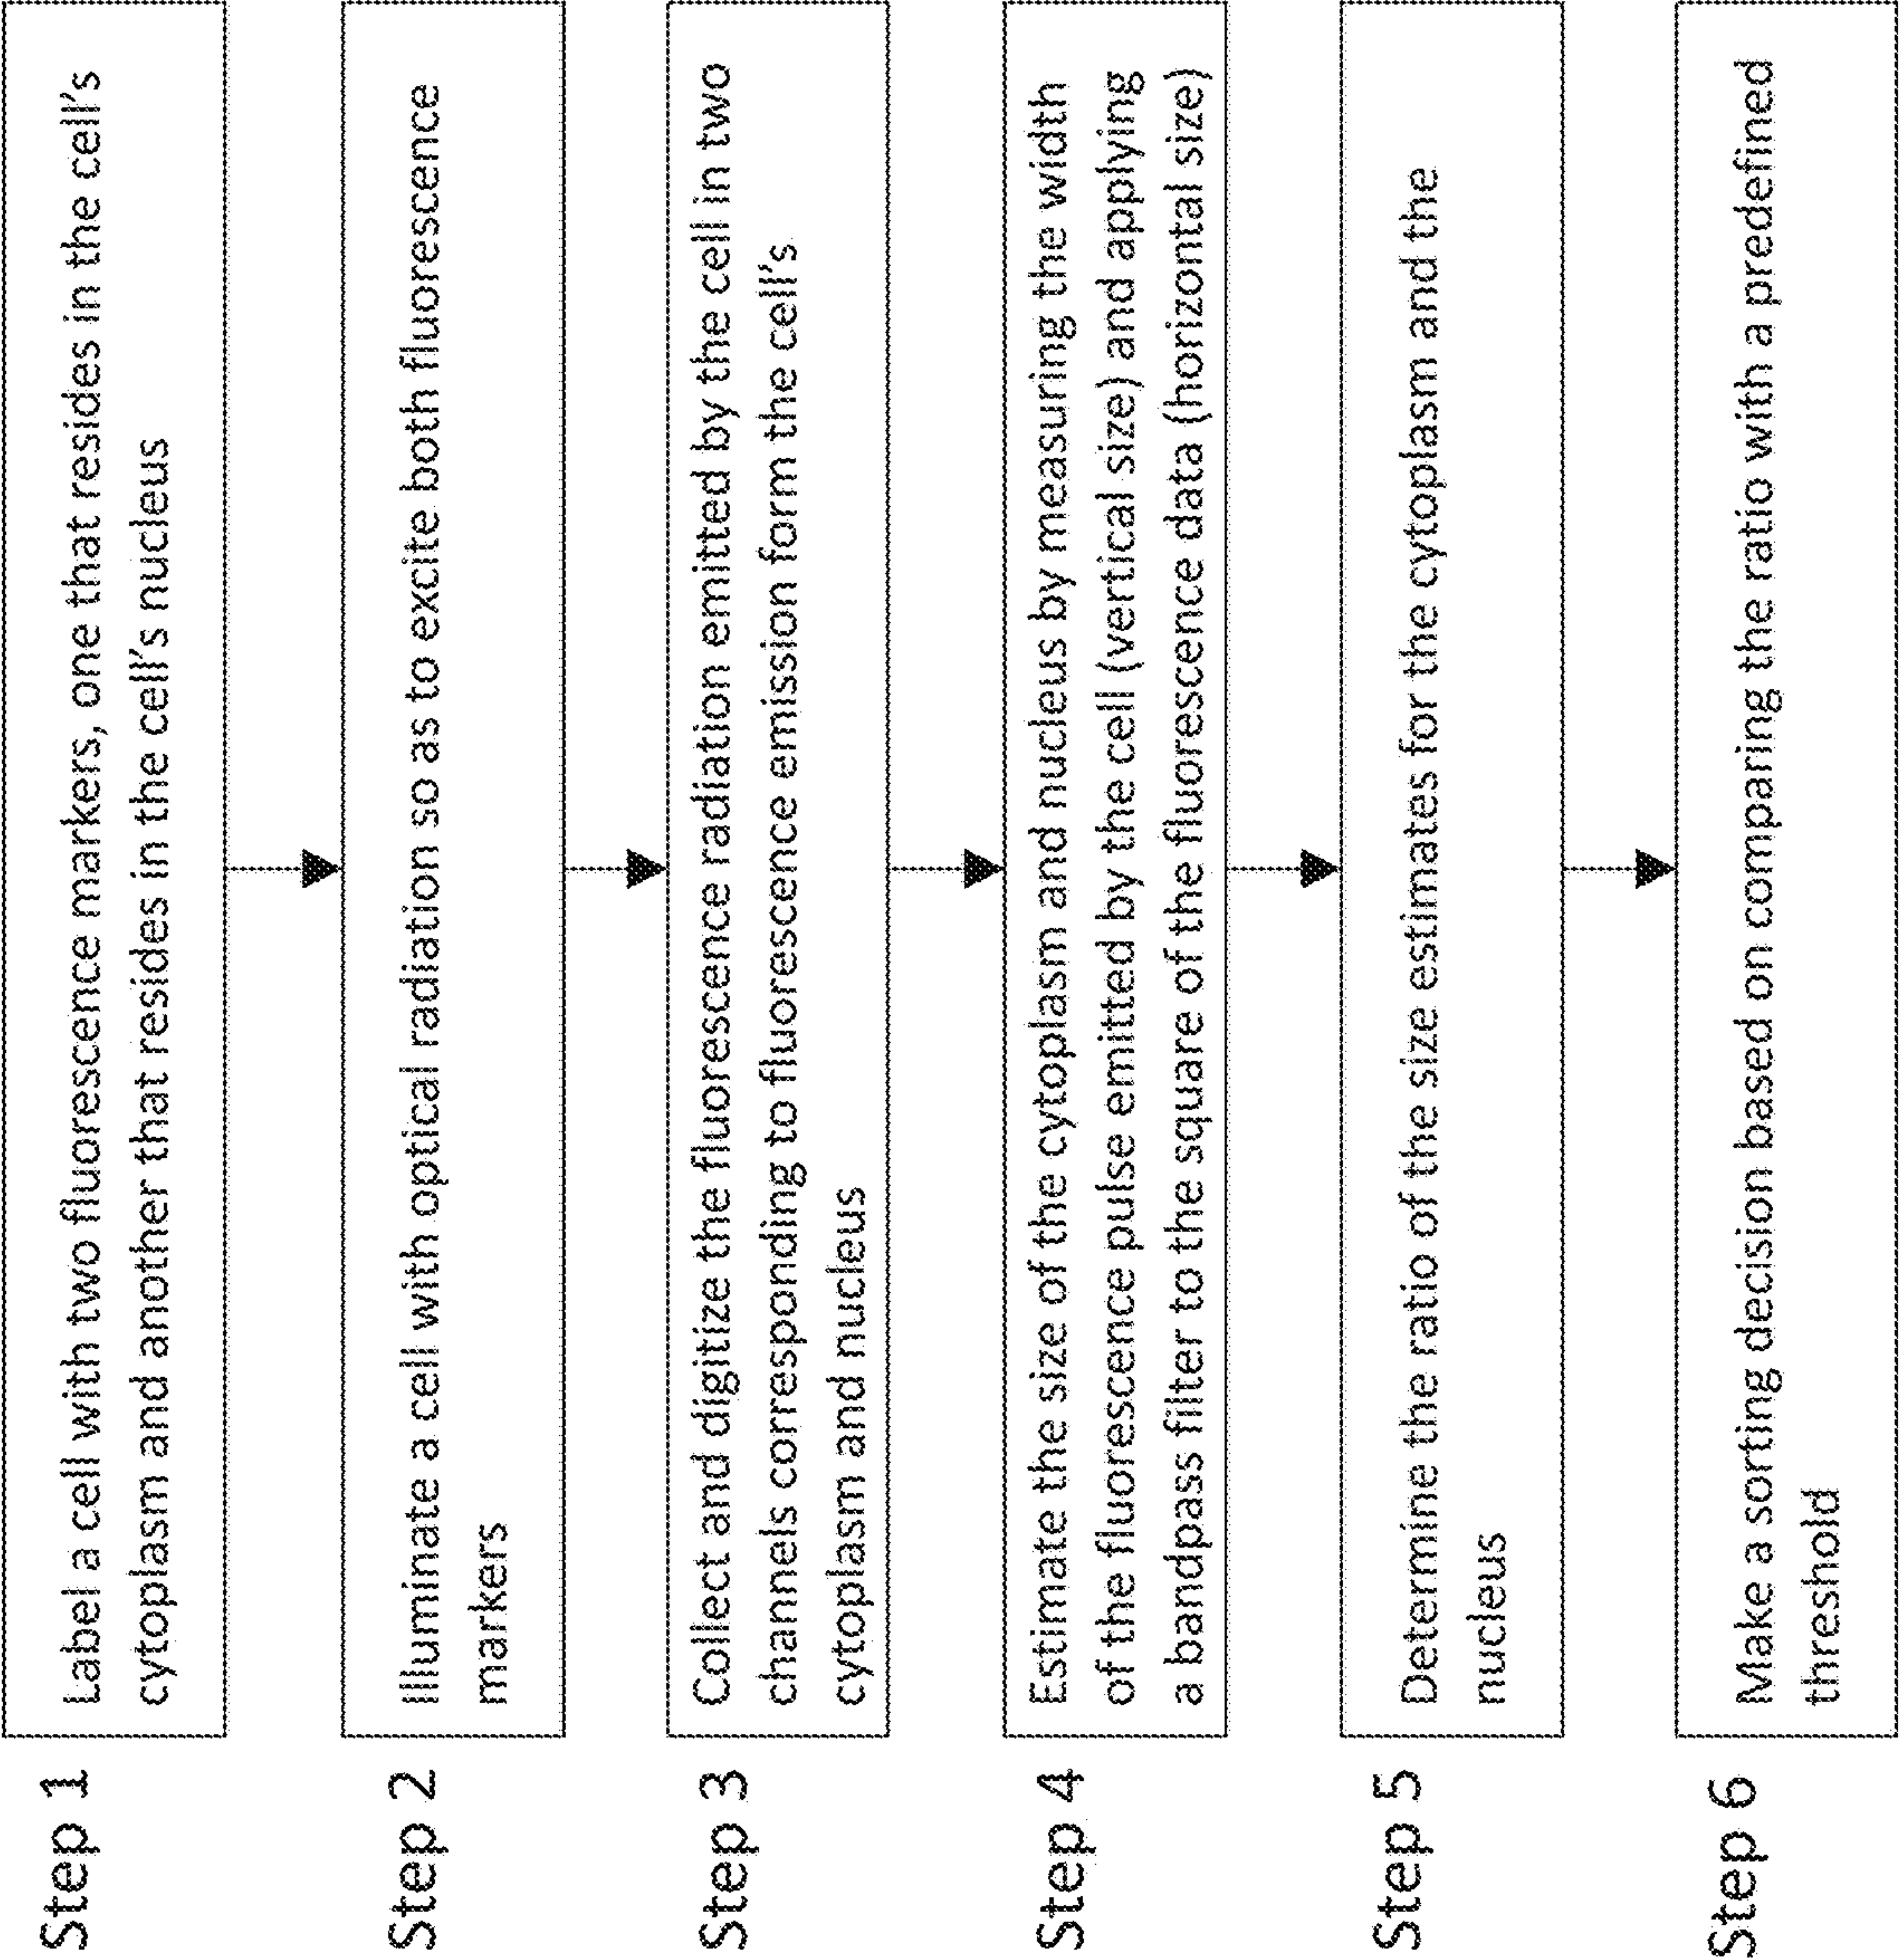 Step 1
Label a cell with two fluorescence markers, one that resides in the cell's
cytoplasm and another that resides in the cell's nucleus
Step 2
Illuminate a cell with optical radiation so as to excite both fluorescence
markers
Step 3
Collect and digitize the fluorescence radiation emitted by the cell in two
channels corresponding to fluorescence emission form the cell's
cytoplasm and nucleus
Step 4
Estimate the size of the cytoplasm and nucleus by measuring the width
of the fluorescence pulse emitted by the cell (vertical size) and applying
a bandpass filter to the square of the fluorescence data (horizontal size)
Step 5
Determine the ratio of the size estimates for the cytoplasm and the
nucleus
Step 6
Make a sorting decision based on comparing the ratio with a predefined
threshold